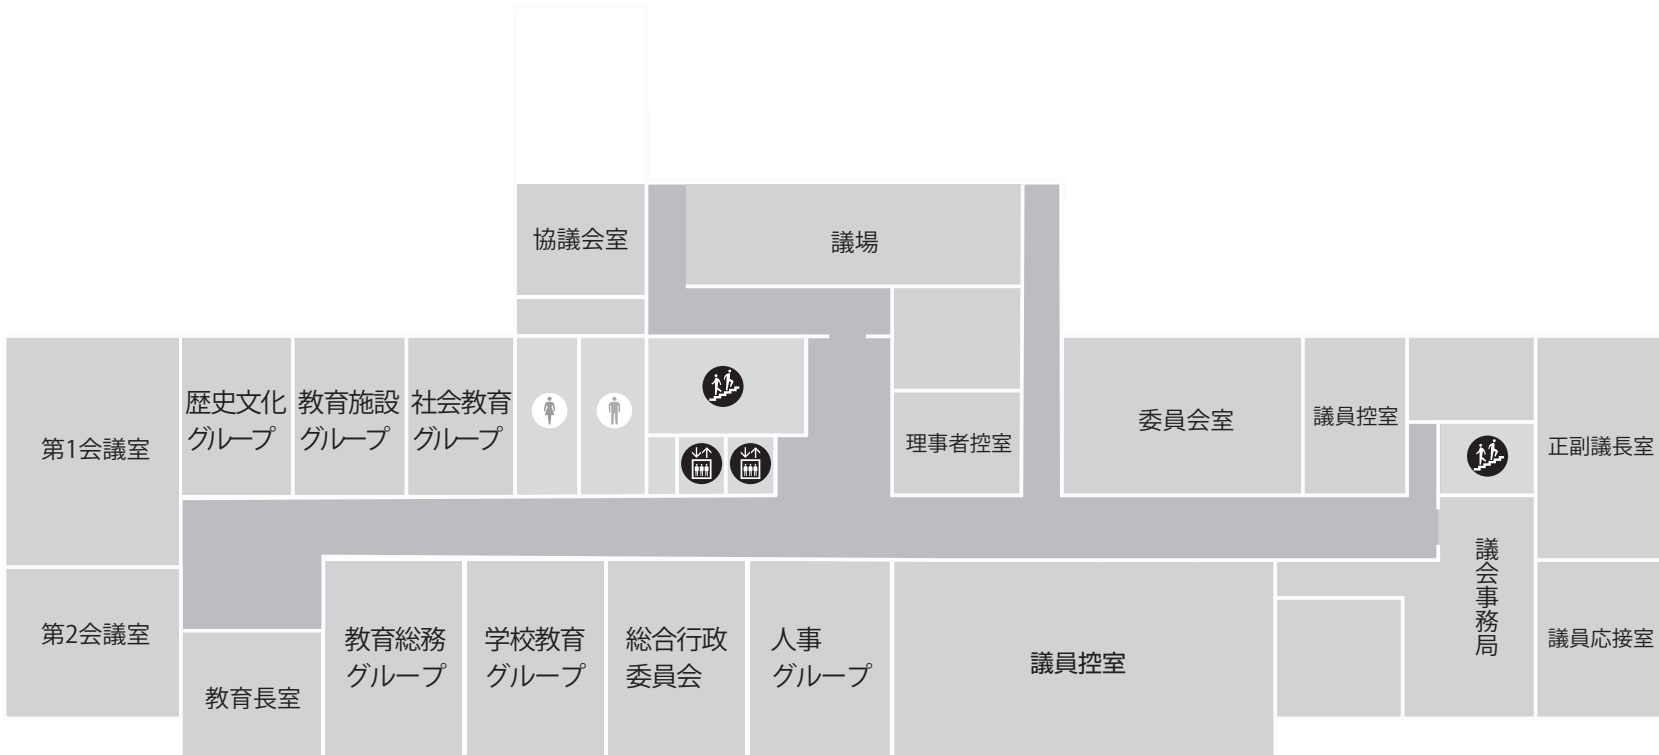 協議会室
議場
第1会議室
歴史文化
グループ
教育施設
グループ
社会教育
グループ
理事者控室
委員会室
議員控室
正副議長室
第2会議室
教育長室
教育総務
グループ
学校教育
グループ
総合行政
委員会
人事
グループ
議員控室
議会事務局
議員応接室